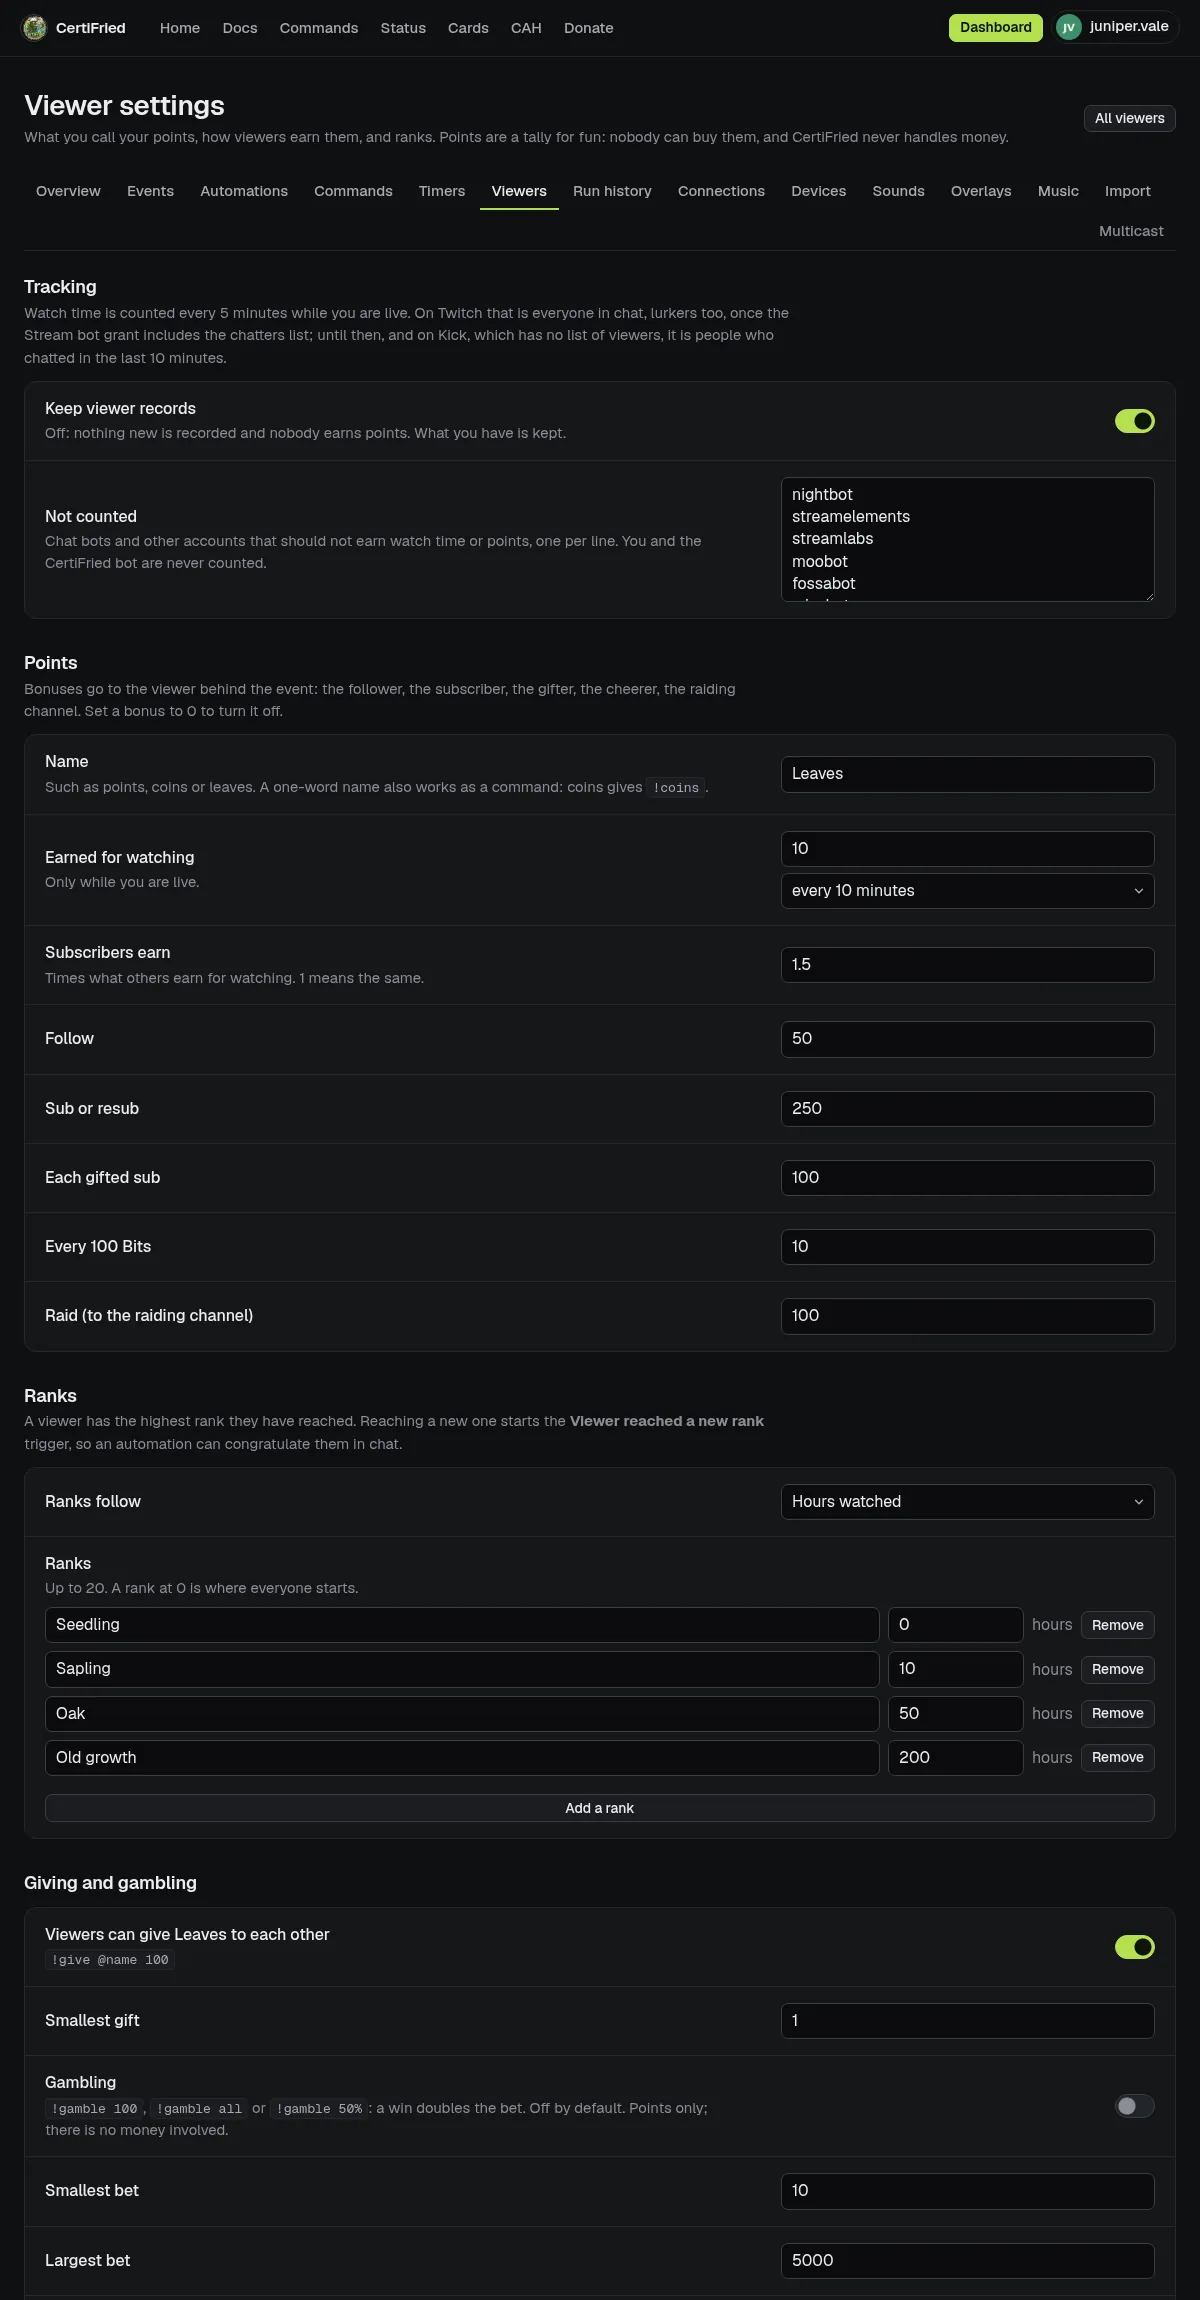 CertiFried
Home
Docs
Commands
Status
Cards
CAH
Donate
Dashboard
JV
juniper.vale
Viewer settings
What you call your points, how viewers earn them, and ranks. Points are a tally for fun: nobody can buy them, and CertiFried never handles money.
All viewers
Overview
Events
Automations
Commands
Timers
Viewers
Run history
Connections
Devices
Sounds
Overlays
Music
Import
Multicast
Tracking
Watch time is counted every 5 minutes while you are live. On Twitch that is everyone in chat, lurkers too, once the
Stream bot grant includes the chatters list; until then, and on Kick, which has no list of viewers, it is people who
chatted in the last 10 minutes.
Keep viewer records
Off: nothing new is recorded and nobody earns points. What you have is kept.
Not counted
Chat bots and other accounts that should not earn watch time or points, one per line. You and the
CertiFried bot are never counted.
nightbot
streamelements
streamlabs
moobot
fossabot
Points
Bonuses go to the viewer behind the event: the follower, the subscriber, the gifter, the cheerer, the raiding
channel. Set a bonus to 0 to turn it off.
Name
Such as points, coins or leaves. A one-word name also works as a command: coins gives !coins.
Leaves
Earned for watching
Only while you are live.
10
every 10 minutes
Subscribers earn
Times what others earn for watching. 1 means the same.
1.5
Follow
50
Sub or resub
250
Each gifted sub
100
Every 100 Bits
10
Raid (to the raiding channel)
100
Ranks
A viewer has the highest rank they have reached. Reaching a new one starts the Viewer reached a new rank
trigger, so an automation can congratulate them in chat.
Ranks follow
Hours watched
Ranks
Up to 20. A rank at 0 is where everyone starts.
Seedling 0 hours Remove
Sapling 10 hours Remove
Oak 50 hours Remove
Old growth 200 hours Remove
Add a rank
Giving and gambling
Viewers can give Leaves to each other
!give @name 100
Smallest gift
1
Gambling
!gamble 100, !gamble all or !gamble 50%: a win doubles the bet. Off by default. Points only;
there is no money involved.
Smallest bet
10
Largest bet
5000